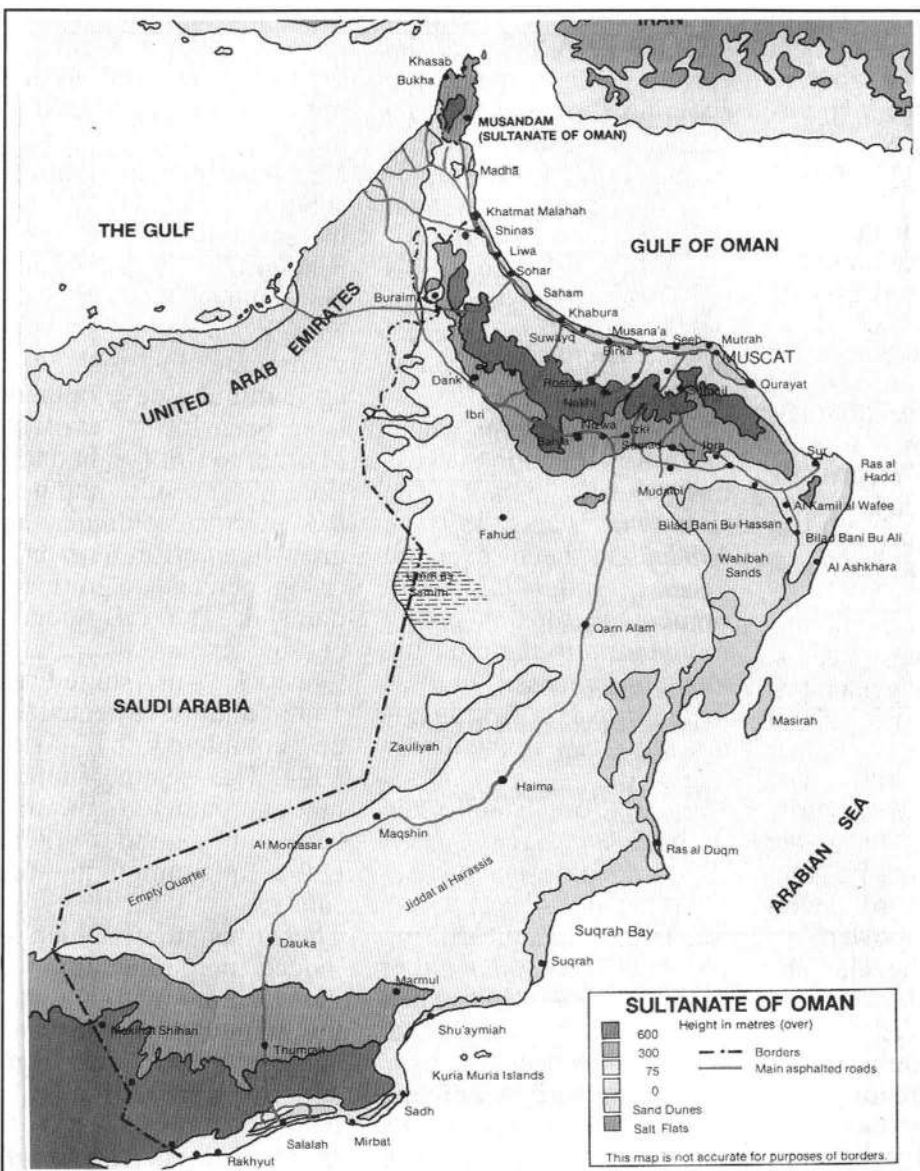 IRAN
Khasab
Bukha
MUSANDAM
(SULTANATE OF OMAN)
Madhā
Khatmat Malahah
THE GULF
Shinas
GULF OF OMAN
Liwa
Sohar
Buraim
Saham
Khabura
UNITED ARAB EMIRATES
Musana'a
Suwayq
Seeb
Mutrah
Birka
MUSCAT
Dank
Rostaq
Qurayat
Nakhl
Ibri
Nizwa
Izki
Bahla
Ibra
Sur
Ras al
Hadd
Mudaibi
Al Kamil al Wafee
Fahud
Bilad Bani Bu Hassan
Bilad Bani Bu Ali
Wahibah
Sands
Al Ashkhara
Samim
Qarn Alam
SAUDI ARABIA
Masirah
Zauliyah
Haima
Maqshin
Al Montasar
Ras al Duqm
ARABIAN SEA
Empty Quarter
Jiddat al Harassis
Suqrah Bay
Dauka
Suqrah
Marmul
Shihan
Shu'aymiah
Thumrait
Kuria Muria Islands
Sadh
Salalah
Mirbat
Rakhyut
SULTANATE OF OMAN
Height in metres (over)
600
300
75
0
Sand Dunes
Salt Flats
Borders
Main asphalted roads
This map is not accurate for purposes of borders.